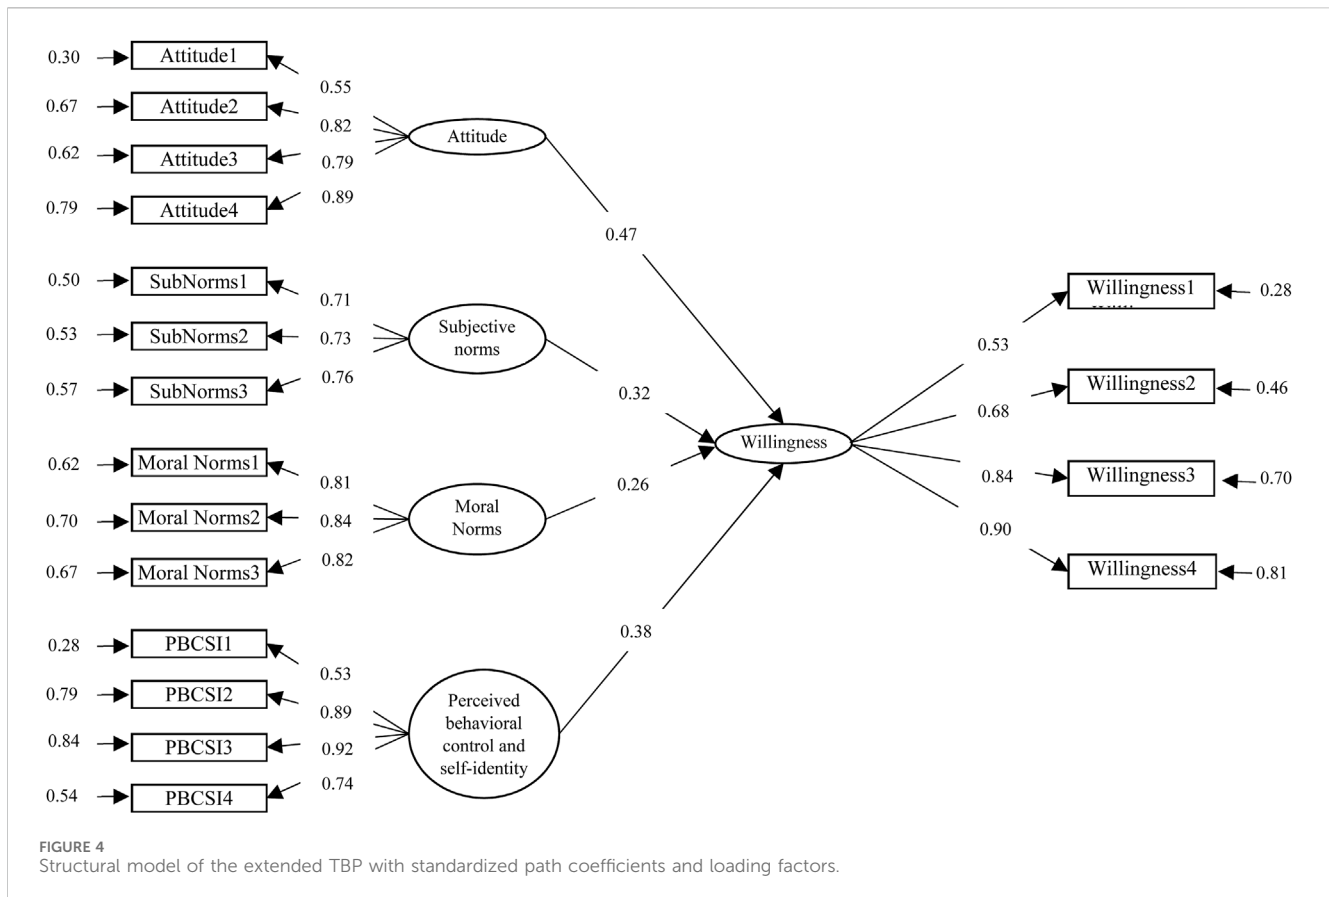 0.30 Attitude1
0.55
0.67 Attitude2
0.82
0.62 Attitude3
0.79
0.79 Attitude4
0.89
Attitude
0.47
0.50 SubNorms1
0.71
0.53 SubNorms2
0.73
0.57 SubNorms3
0.76
Subjective
norms
0.32
0.62 Moral Norms1
0.81
0.70 Moral Norms2
0.84
0.67 Moral Norms3
0.82
Moral
Norms
0.26
0.28 PBCSI1
0.53
0.79 PBCSI2
0.89
0.84 PBCSI3
0.92
0.54 PBCSI4
0.74
Perceived
behavioral
control and
self-identity
0.38
Willingness
0.53
Willingness1 0.28
0.68
Willingness2 0.46
0.84
Willingness3 0.70
0.90
Willingness4 0.81
FIGURE 4
Structural model of the extended TBP with standardized path coefficients and loading factors.